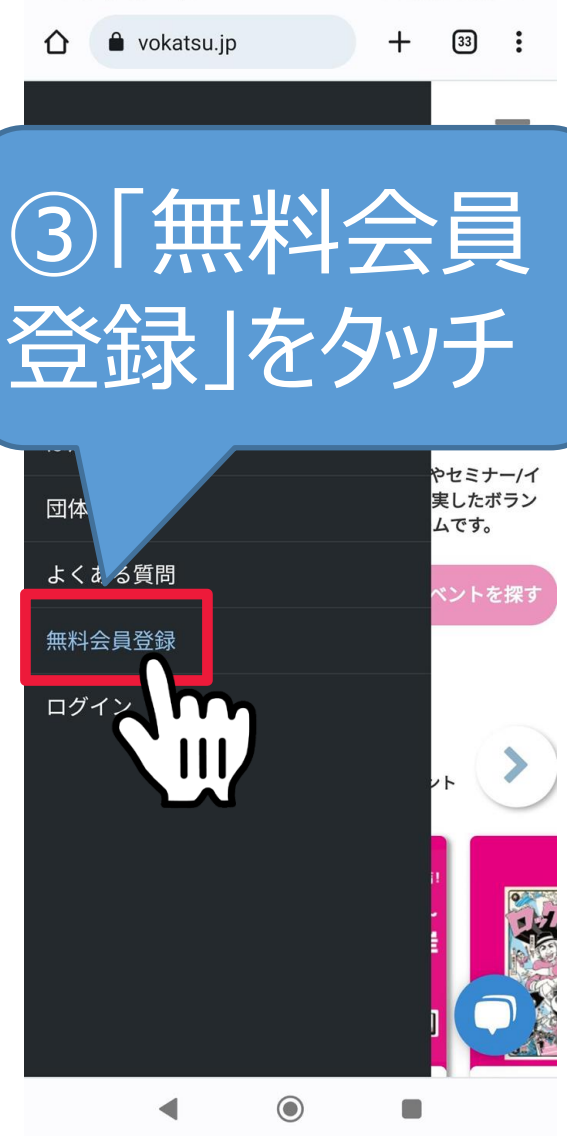 vokatsu.jp
33
③「無料会員
登録」をタッチ
やセミナー/イ
団体
実したボラン
ムです。
よくある質問
ベントを探す
無料会員登録
ログイン
ント